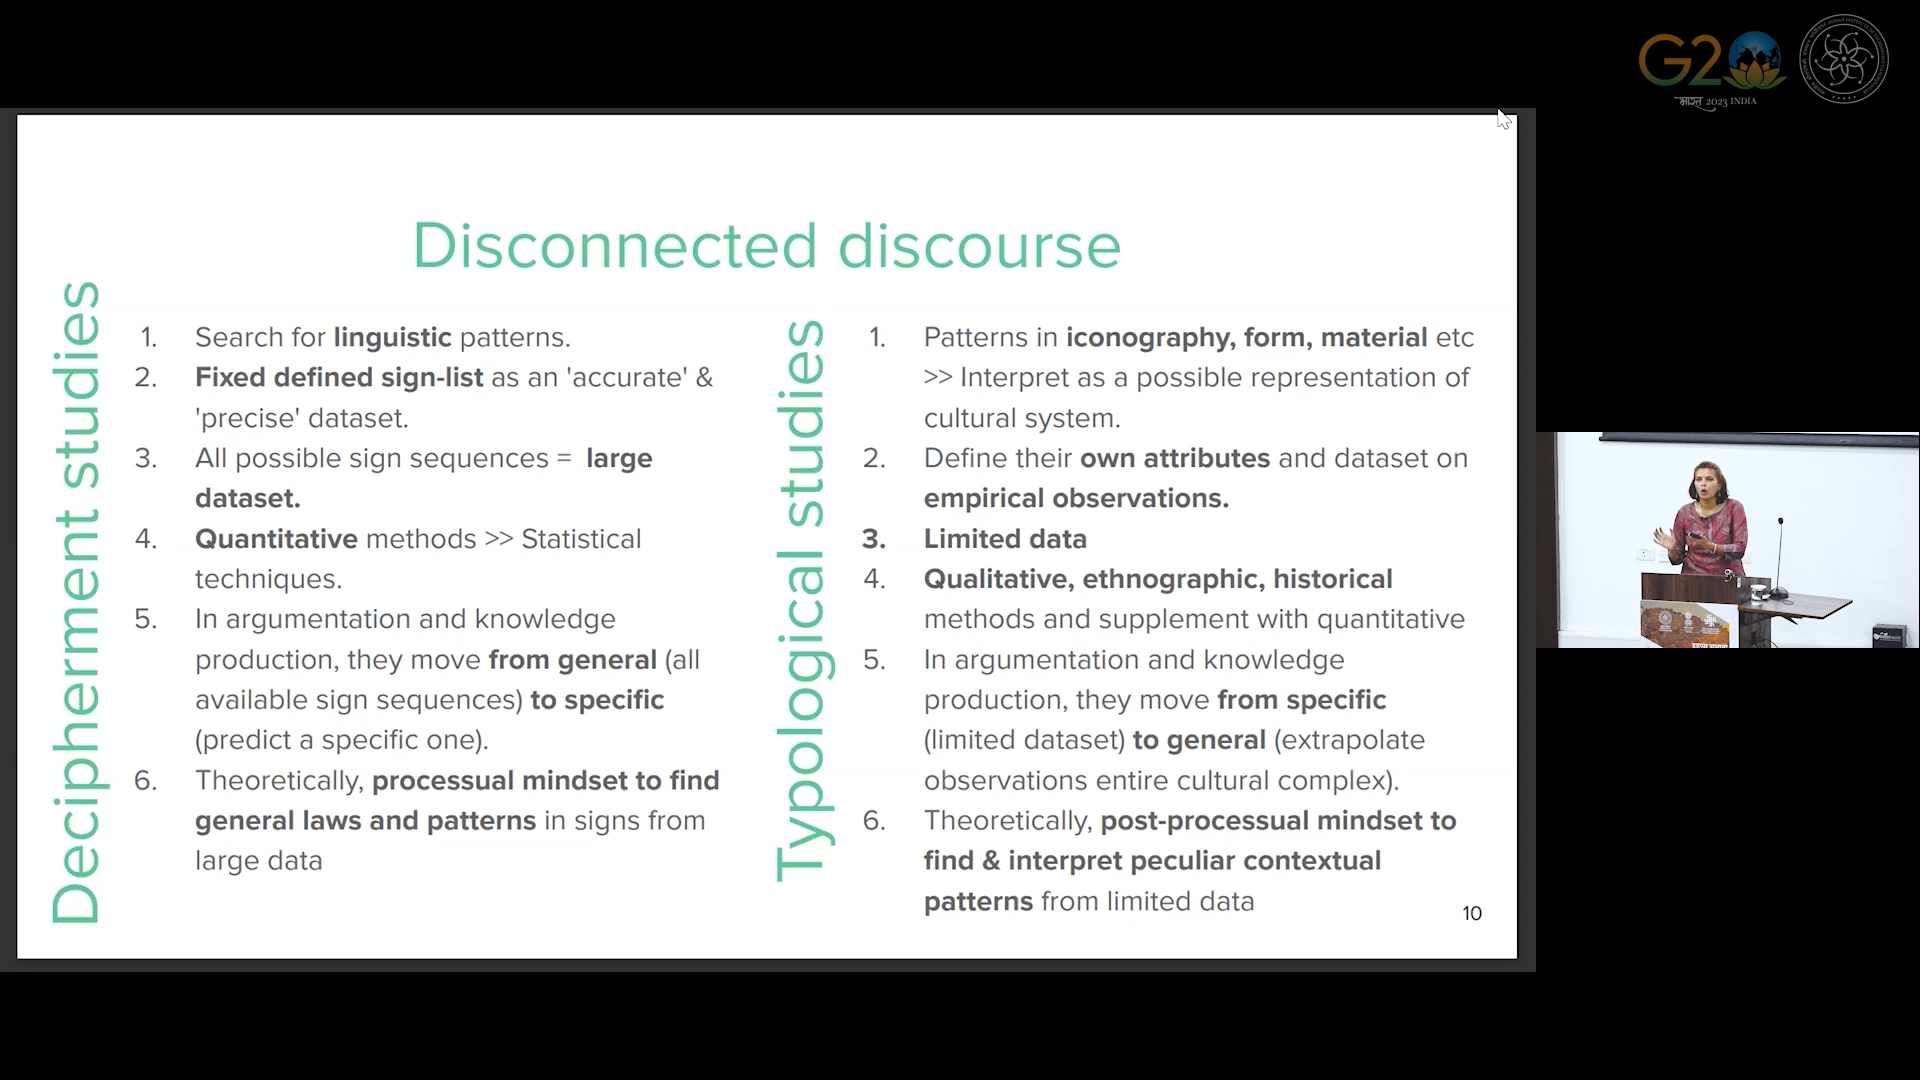 G20
भारत 2023 INDIA
Disconnected discourse
Decipherment studies
1. Search for linguistic patterns.
2. Fixed defined sign-list as an 'accurate' &
'precise' dataset.
3. All possible sign sequences = large
dataset.
4. Quantitative methods >> Statistical
techniques.
5. In argumentation and knowledge
production, they move from general (all
available sign sequences) to specific
(predict a specific one).
6. Theoretically, processual mindset to find
general laws and patterns in signs from
large data
Typological studies
1. Patterns in iconography, form, material etc
>> Interpret as a possible representation of
cultural system.
2. Define their own attributes and dataset on
empirical observations.
3. Limited data
4. Qualitative, ethnographic, historical
methods and supplement with quantitative
5. In argumentation and knowledge
production, they move from specific
(limited dataset) to general (extrapolate
observations entire cultural complex).
6. Theoretically, post-processual mindset to
find & interpret peculiar contextual
patterns from limited data
10